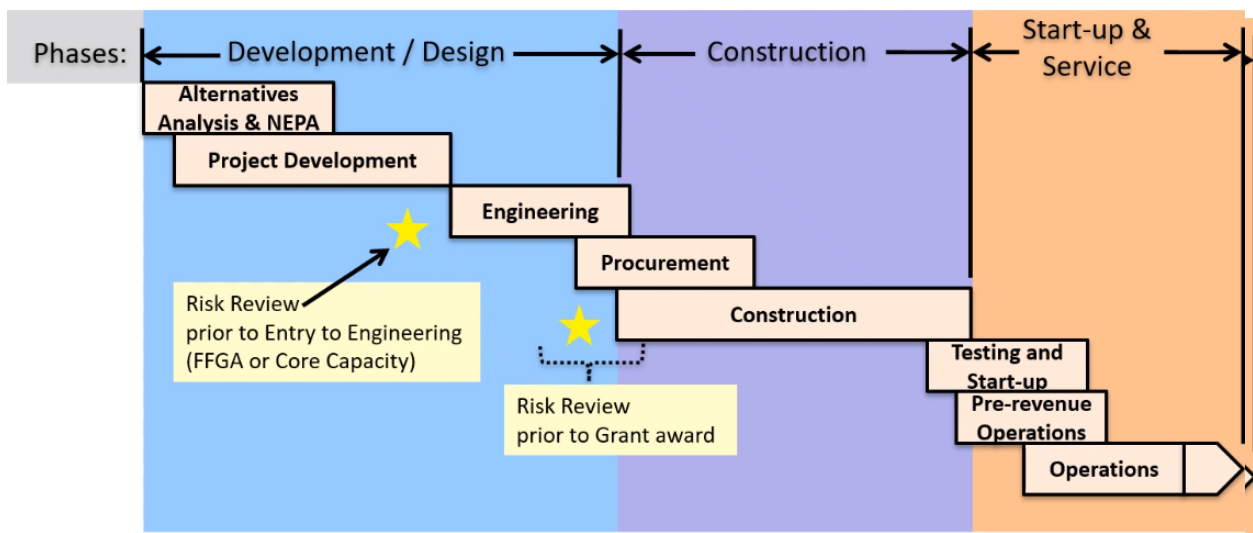 Phases:
Development / Design
Construction
Start-up &
Service
Alternatives
Analysis & NEPA
Project Development
Engineering
Procurement
Construction
Testing and
Start-up
Pre-revenue
Operations
Operations
Risk Review
prior to Entry to Engineering
(FFGA or Core Capacity)
Risk Review
prior to Grant award